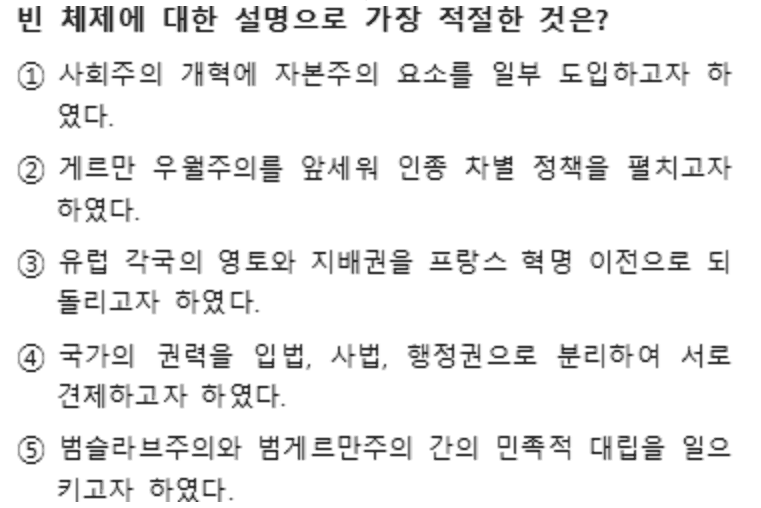 빈 체제에 대한 설명으로 가장 적절한 것은?
① 사회주의 개혁에 자본주의 요소를 일부 도입하고자 하
였다.
② 게르만 우월주의를 앞세워 인종 차별 정책을 펼치고자
하였다.
③ 유럽 각국의 영토와 지배권을 프랑스 혁명 이전으로 되
돌리고자 하였다.
④ 국가의 권력을 입법, 사법, 행정권으로 분리하여 서로
견제하고자 하였다.
⑤ 범슬라브주의와 범게르만주의 간의 민족적 대립을 일으
키고자 하였다.